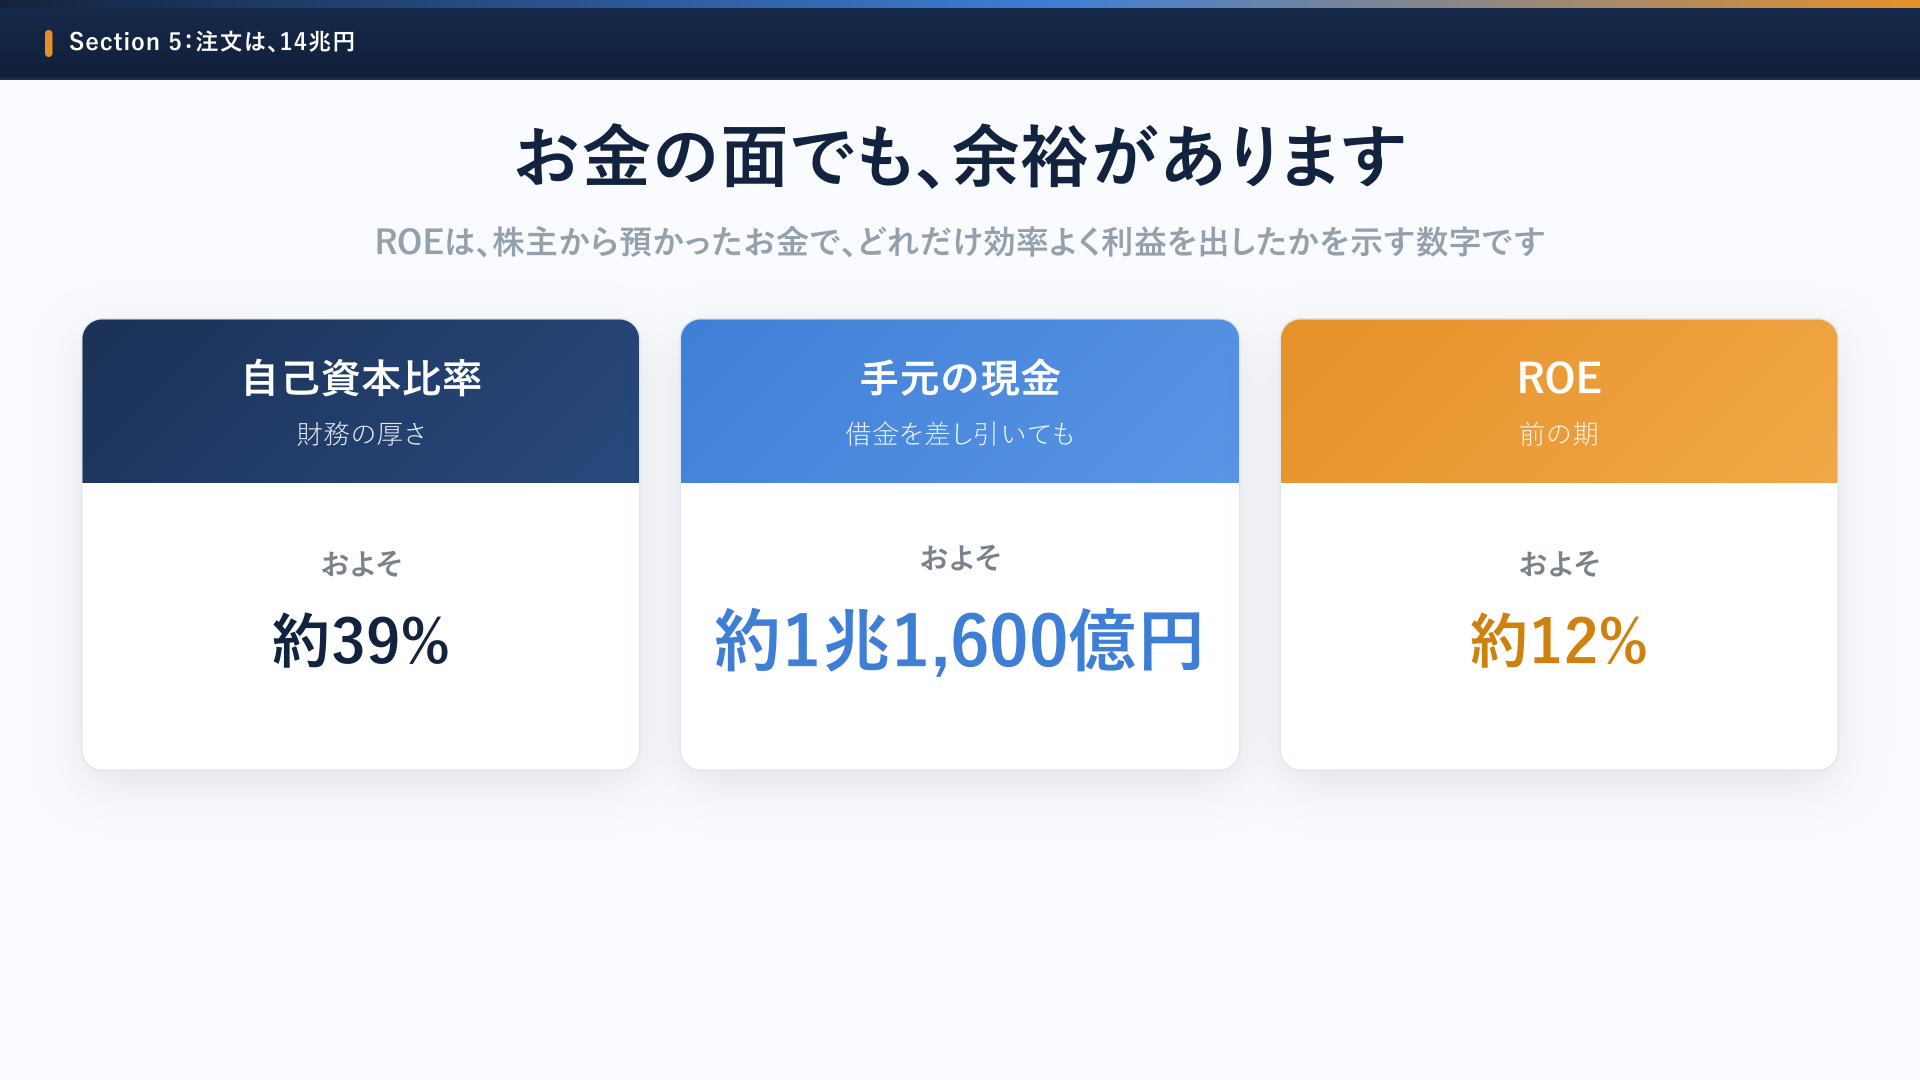 Section 5：注文は、14兆円
お金の面でも、余裕があります
ROEは、株主から預かったお金で、どれだけ効率よく利益を出したかを示す数字です
自己資本比率
財務の厚さ
およそ
約39%
手元の現金
借金を差し引いても
およそ
約1兆1,600億円
ROE
前の期
およそ
約12%